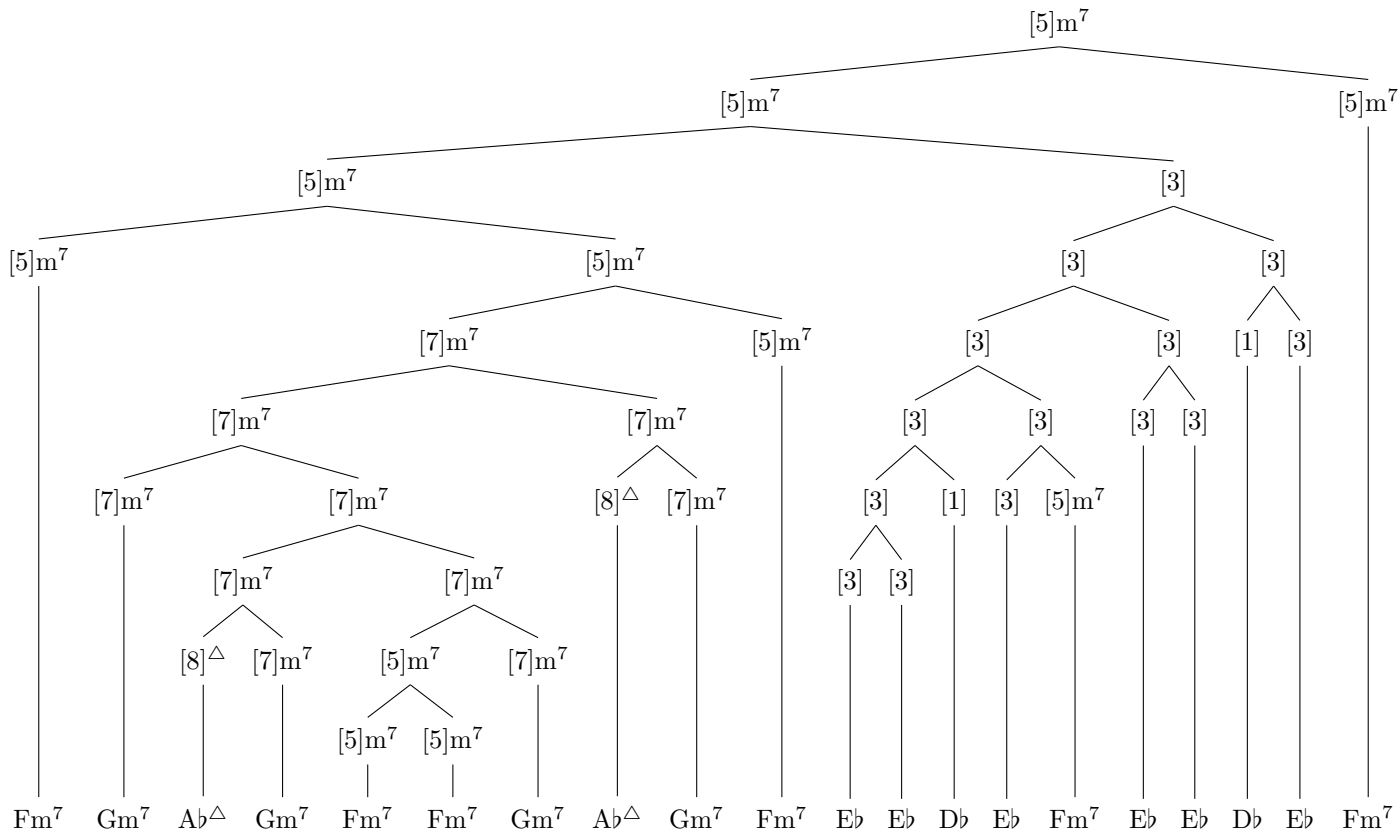 [5]m⁷
[5]m⁷ [5]m⁷
[5]m⁷ [3]
[5]m⁷ [5]m⁷ [3] [3]
[7]m⁷ [5]m⁷ [3] [3] [1] [3]
[7]m⁷ [7]m⁷ [3] [3] [3] [3]
[7]m⁷ [7]m⁷ [8]△ [7]m⁷ [3] [1] [3] [5]m⁷
[7]m⁷ [7]m⁷ [3] [3]
[8]△ [7]m⁷ [5]m⁷ [7]m⁷
[5]m⁷ [5]m⁷
Fm⁷ Gm⁷ A♭△ Gm⁷ Fm⁷ Fm⁷ Gm⁷ A♭△ Gm⁷ Fm⁷ E♭ E♭ D♭ E♭ Fm⁷ E♭ E♭ D♭ E♭ Fm⁷